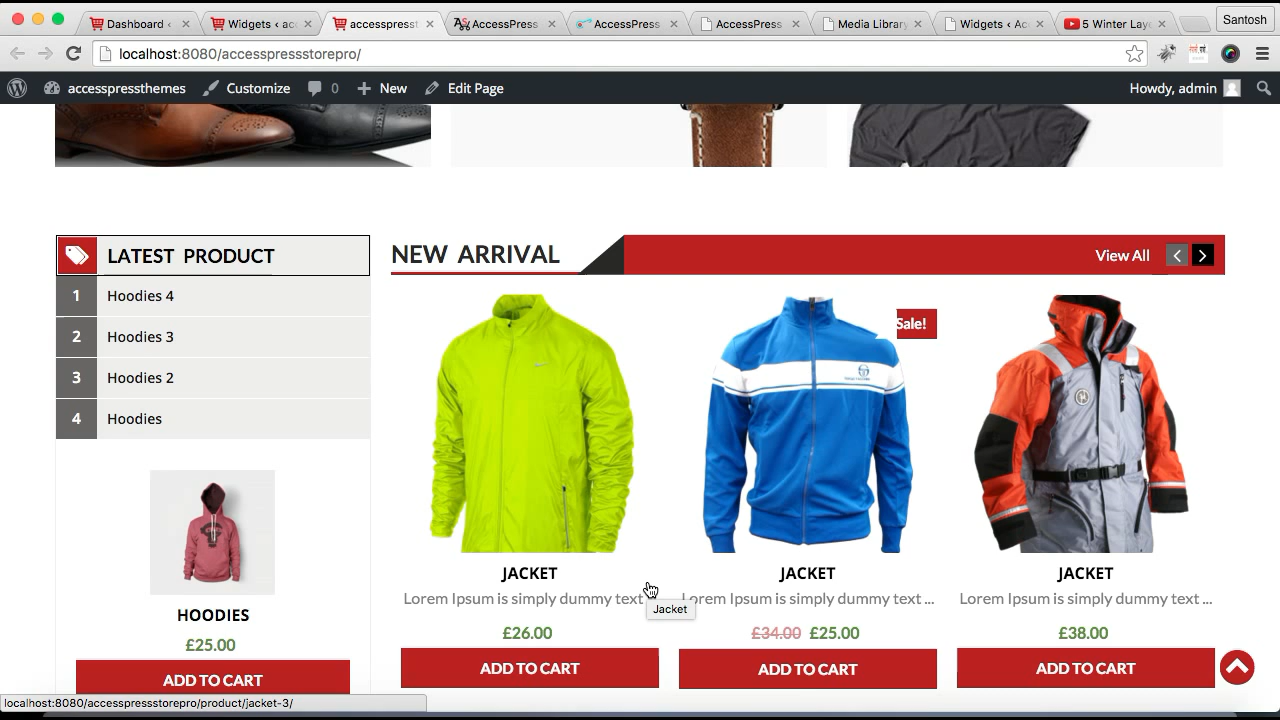 Dashboard ‹
Widgets ‹ acc
accesspresst
AccessPress
AccessPress
AccessPress
Media Library
Widgets ‹ Acc
5 Winter Laye
Santosh
localhost:8080/accesspressstorepro/
accesspressthemes
Customize
0
New
Edit Page
Howdy, admin
LATEST PRODUCT
1 Hoodies 4
2 Hoodies 3
3 Hoodies 2
4 Hoodies
HOODIES
£25.00
ADD TO CART
NEW ARRIVAL
View All
Sale!
JACKET
Lorem Ipsum is simply dummy text
£26.00
ADD TO CART
JACKET
Lorem Ipsum is simply dummy text ...
£34.00 £25.00
ADD TO CART
JACKET
Lorem Ipsum is simply dummy text ...
£38.00
ADD TO CART
Jacket
localhost:8080/accesspressstorepro/product/jacket-3/